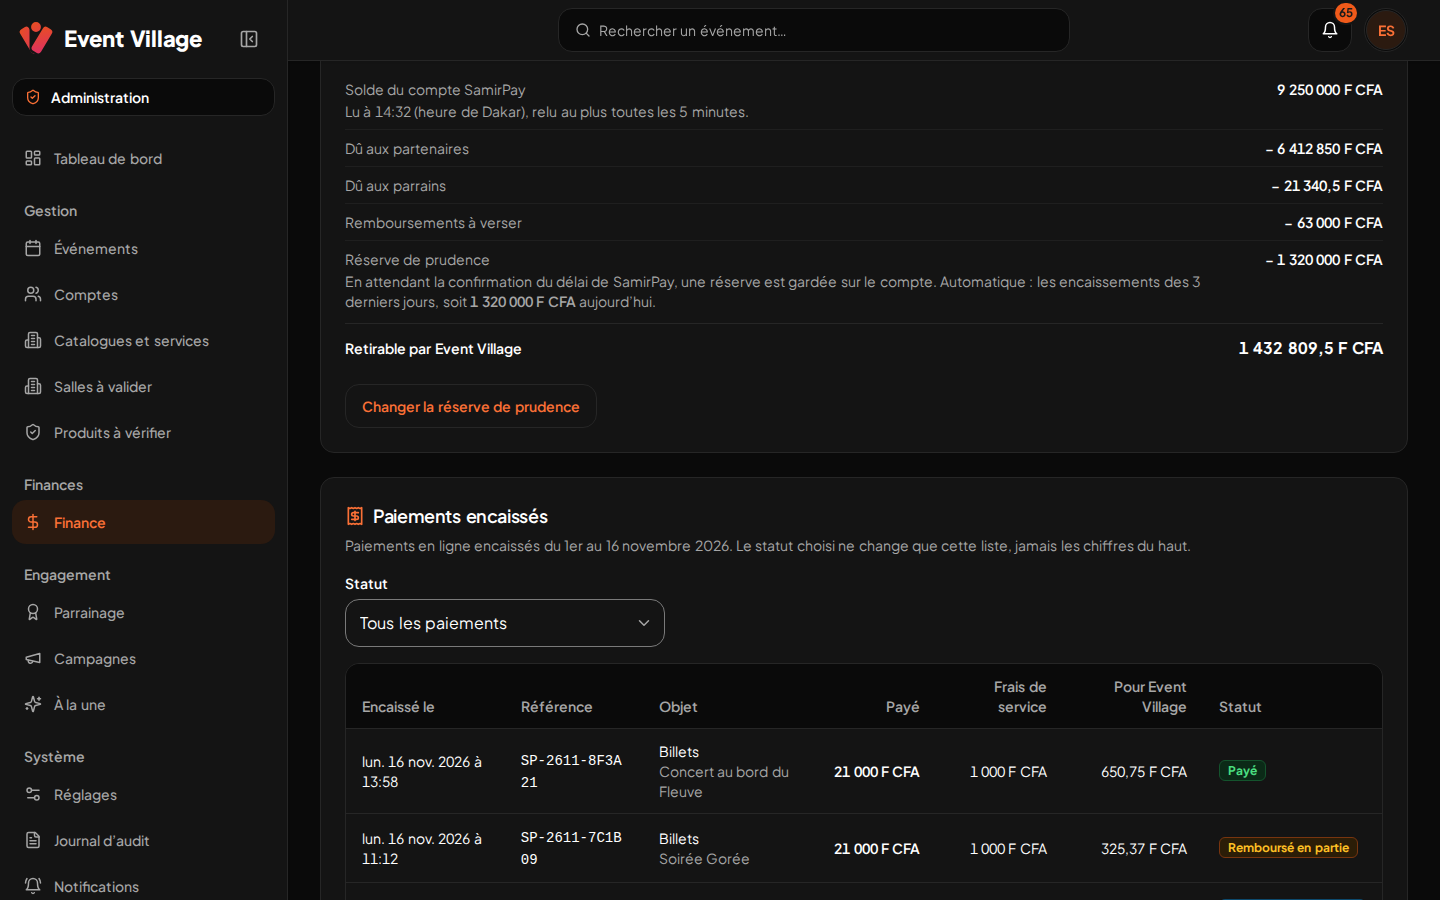 Event Village
Rechercher un événement...
65
ES
Administration
Tableau de bord
Gestion
Événements
Comptes
Catalogues et services
Salles à valider
Produits à vérifier
Finances
Finance
Engagement
Parrainage
Campagnes
À la une
Système
Réglages
Journal d'audit
Notifications
Solde du compte SamirPay 9 250 000 F CFA
Lu à 14:32 (heure de Dakar), relu au plus toutes les 5 minutes.
Dû aux partenaires – 6 412 850 F CFA
Dû aux parrains – 21 340,5 F CFA
Remboursements à verser – 63 000 F CFA
Réserve de prudence – 1 320 000 F CFA
En attendant la confirmation du délai de SamirPay, une réserve est gardée sur le compte. Automatique : les encaissements des 3
derniers jours, soit 1 320 000 F CFA aujourd'hui.
Retirable par Event Village 1 432 809,5 F CFA
Changer la réserve de prudence
Paiements encaissés
Paiements en ligne encaissés du 1er au 16 novembre 2026. Le statut choisi ne change que cette liste, jamais les chiffres du haut.
Statut
Tous les paiements
Encaissé le Référence Objet Payé Frais de service Pour Event Village Statut
lun. 16 nov. 2026 à 13:58 SP-2611-8F3A21 Billets Concert au bord du Fleuve 21 000 F CFA 1 000 F CFA 650,75 F CFA Payé
lun. 16 nov. 2026 à 11:12 SP-2611-7C1B09 Billets Soirée Gorée 21 000 F CFA 1 000 F CFA 325,37 F CFA Remboursé en partie